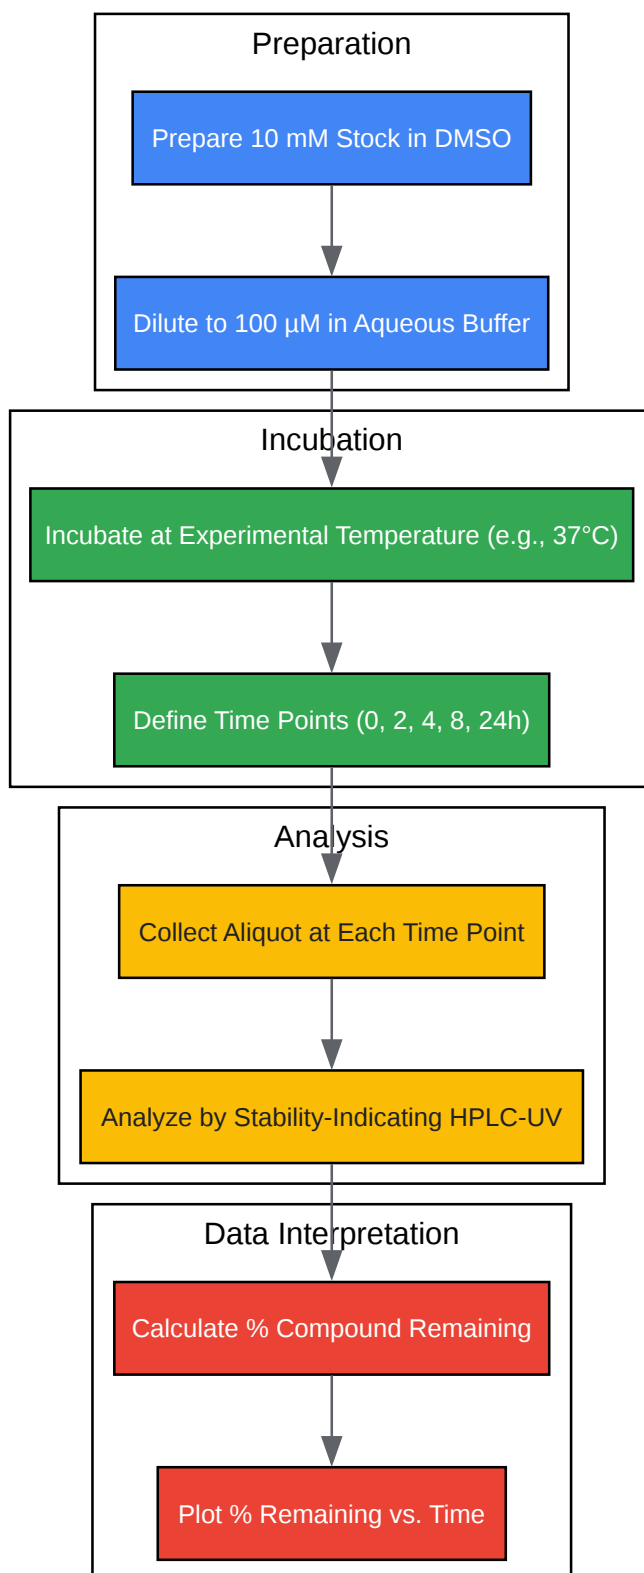 Preparation
Prepare 10 mM Stock in DMSO
Dilute to 100 µM in Aqueous Buffer
Incubation
Incubate at Experimental Temperature (e.g., 37°C)
Define Time Points (0, 2, 4, 8, 24h)
Analysis
Collect Aliquot at Each Time Point
Analyze by Stability-Indicating HPLC-UV
Data Interpretation
Calculate % Compound Remaining
Plot % Remaining vs. Time